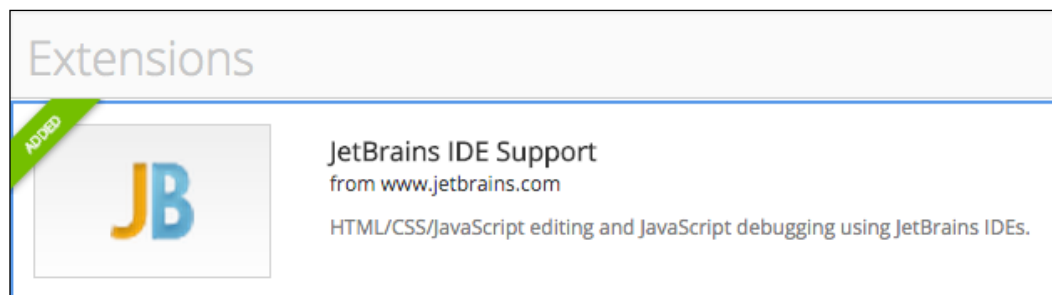 Extensions
ADDED
JB
JetBrains IDE Support
from www.jetbrains.com
HTML/CSS/JavaScript editing and JavaScript debugging using JetBrains IDEs.